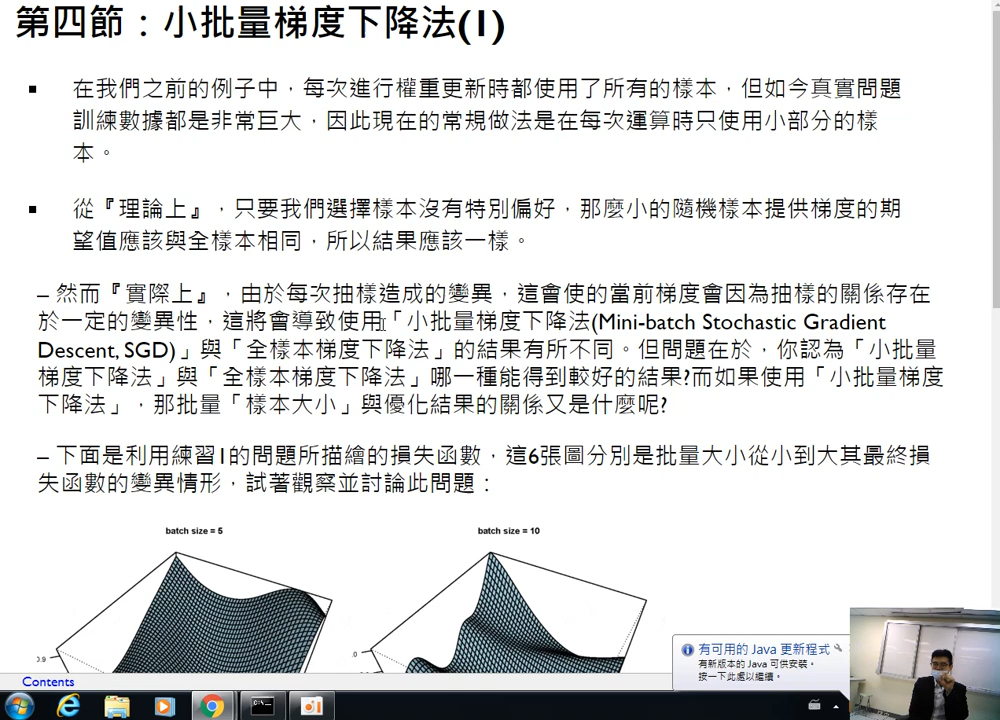 第四節：小批量梯度下降法(1)
▪ 在我們之前的例子中，每次進行權重更新時都使用了所有的樣本，但如今真實問題
訓練數據都是非常巨大，因此現在的常規做法是在每次運算時只使用小部分的樣
本。
▪ 從『理論上』，只要我們選擇樣本沒有特別偏好，那麼小的隨機樣本提供梯度的期
望值應該與全樣本相同，所以結果應該一樣。
– 然而『實際上』，由於每次抽樣造成的變異，這會使的當前梯度會因為抽樣的關係存在
於一定的變異性，這將會導致使用「小批量梯度下降法(Mini-batch Stochastic Gradient
Descent, SGD)」與「全樣本梯度下降法」的結果有所不同。但問題在於，你認為「小批量
梯度下降法」與「全樣本梯度下降法」哪一種能得到較好的結果?而如果使用「小批量梯度
下降法」，那批量「樣本大小」與優化結果的關係又是什麼呢?
– 下面是利用練習1的問題所描繪的損失函數，這6張圖分別是批量大小從小到大其最終損
失函數的變異情形，試著觀察並討論此問題：
batch size = 5
batch size = 10
有可用的 Java 更新程式
有新版本的 Java 可供安裝。
按一下此處以繼續。
Contents